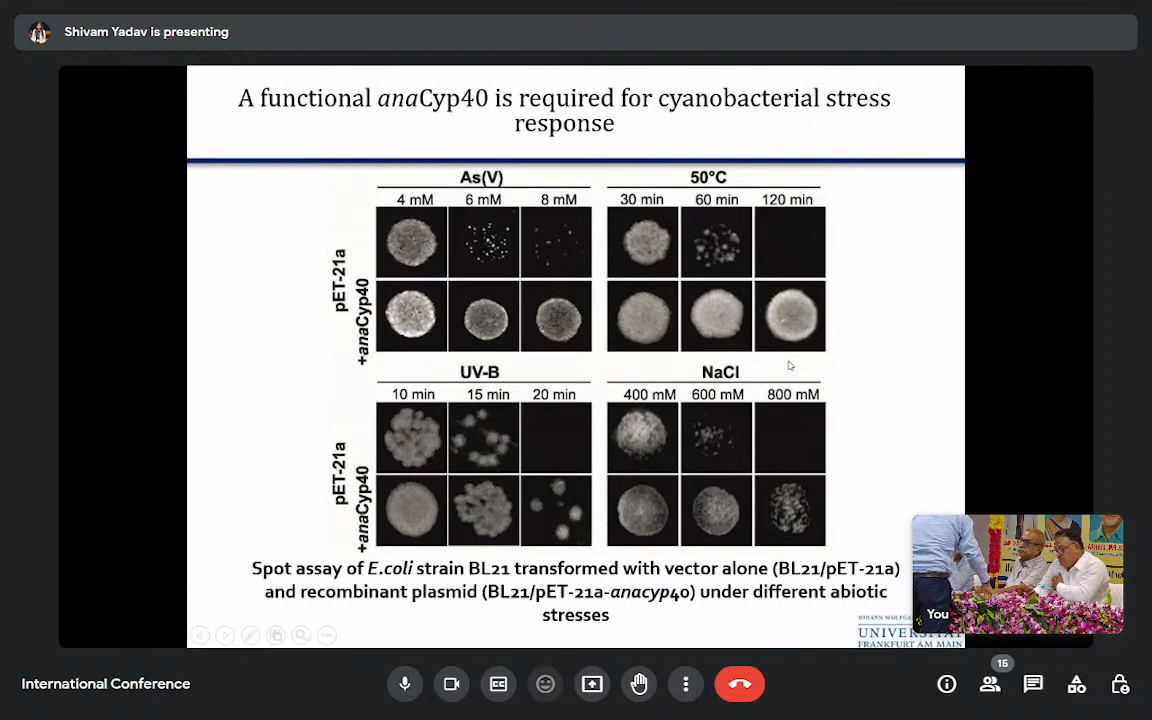 Shivam Yadav is presenting
A functional anaCyp40 is required for cyanobacterial stress
response
As(V)
50°C
4 mM
6 mM
8 mM
30 min
60 min
120 min
pET-21a
+anaCyp40
UV-B
NaCl
10 min
15 min
20 min
400 mM
600 mM
800 mM
pET-21a
+anaCyp40
Spot assay of E.coli strain BL21 transformed with vector alone (BL21/pET-21a)
and recombinant plasmid (BL21/pET-21a-anacyp40) under different abiotic
stresses
JOHANN WOLFGA
UNIVERSITÄT
FRANKFURT AM MAIN
You
15
International Conference